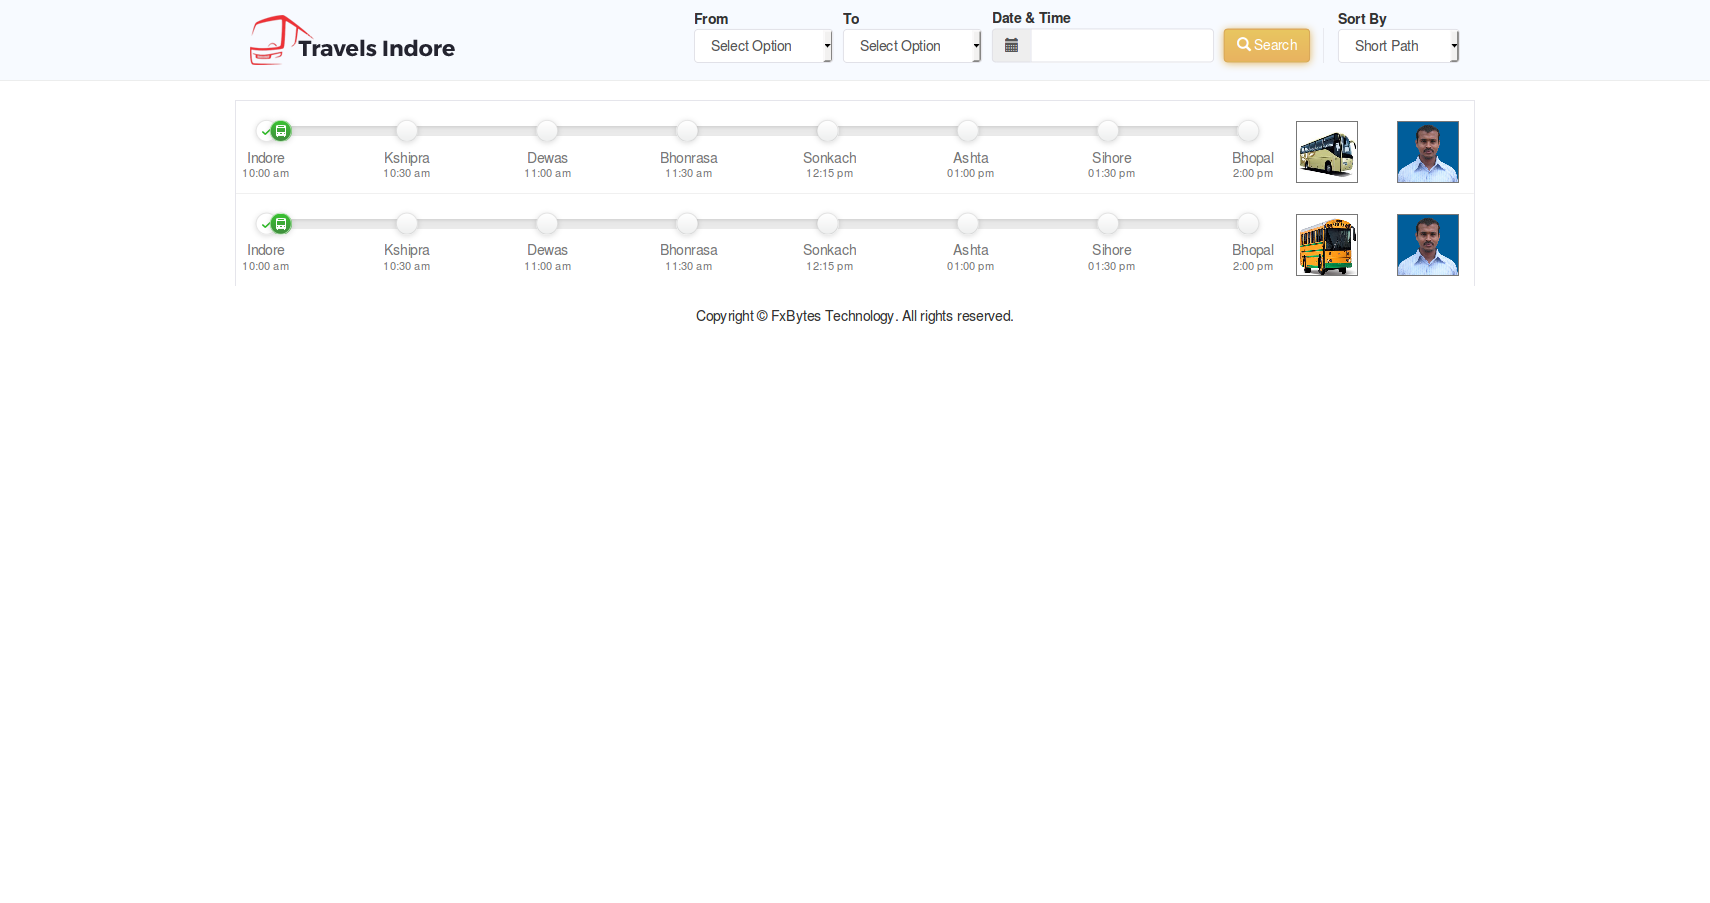 Travels Indore
From To Date & Time Sort By
Select Option Select Option Search Short Path
Indore Kshipra Dewas Bhonrasa Sonkach Ashta Sihore Bhopal
10:00 am 10:30 am 11:00 am 11:30 am 12:15 pm 01:00 pm 01:30 pm 2:00 pm
Indore Kshipra Dewas Bhonrasa Sonkach Ashta Sihore Bhopal
10:00 am 10:30 am 11:00 am 11:30 am 12:15 pm 01:00 pm 01:30 pm 2:00 pm
Copyright © FxBytes Technology. All rights reserved.